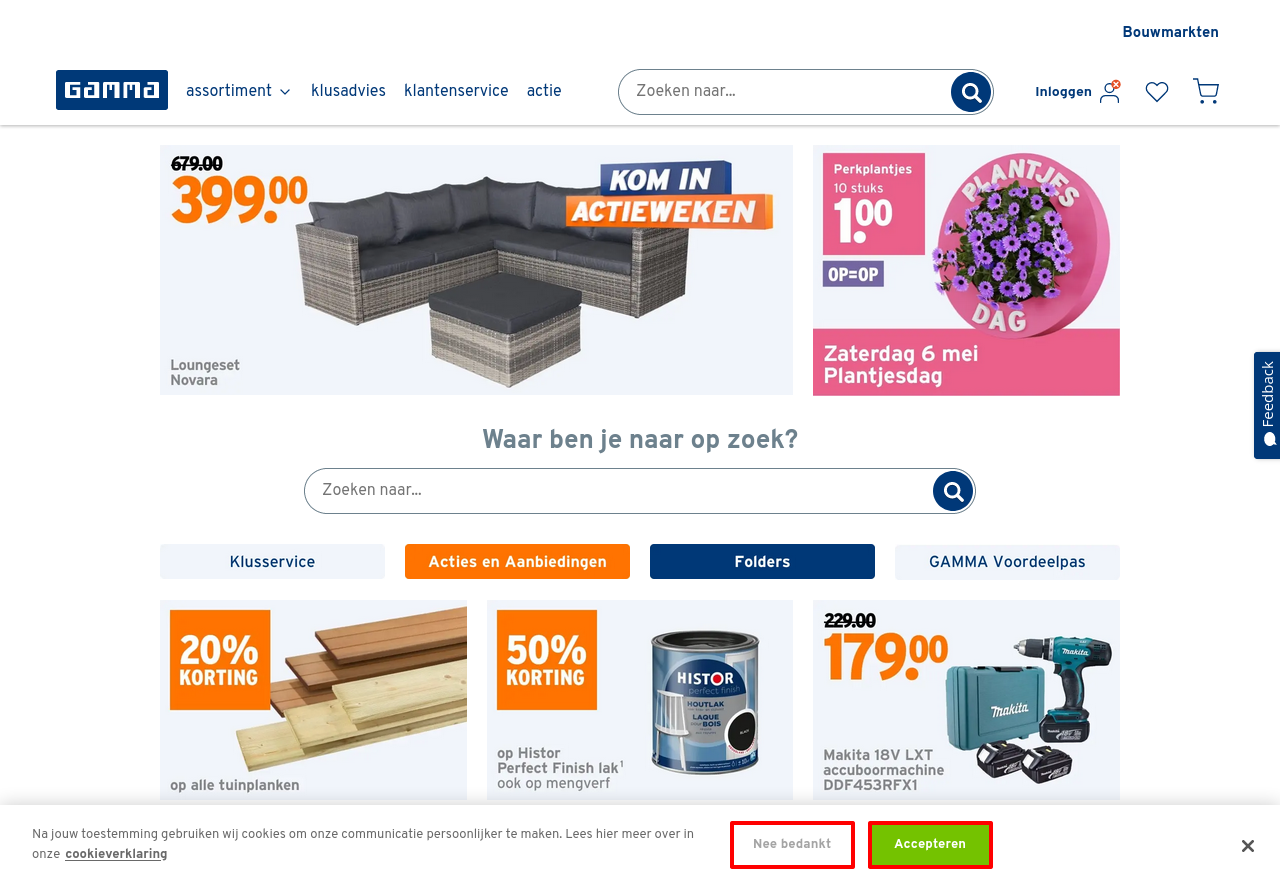 Bouwmarkten
GAMMA
assortiment
klusadvies
klantenservice
actie
Zoeken naar...
Inloggen
679.00
399.00
KOM IN
ACTIEWEKEN
Loungeset
Novara
Perkplantjes
10 stuks
1.00
OP=OP
PLANTJES
DAG
Zaterdag 6 mei
Plantjesdag
Feedback
Waar ben je naar op zoek?
Zoeken naar...
Klusservice
Acties en Aanbiedingen
Folders
GAMMA Voordeelpas
20%
KORTING
op alle tuinplanken
50%
KORTING
HISTOR
perfect finish
HOUTLAK
LAQUE
BOIS
op Histor
Perfect Finish lak¹
ook op mengverf
229.00
179.00
makita
makita
Makita 18V LXT
accuboormachine
DDF453RFX1
Na jouw toestemming gebruiken wij cookies om onze communicatie persoonlijker te maken. Lees hier meer over in
onze cookieverklaring
Nee bedankt
Accepteren